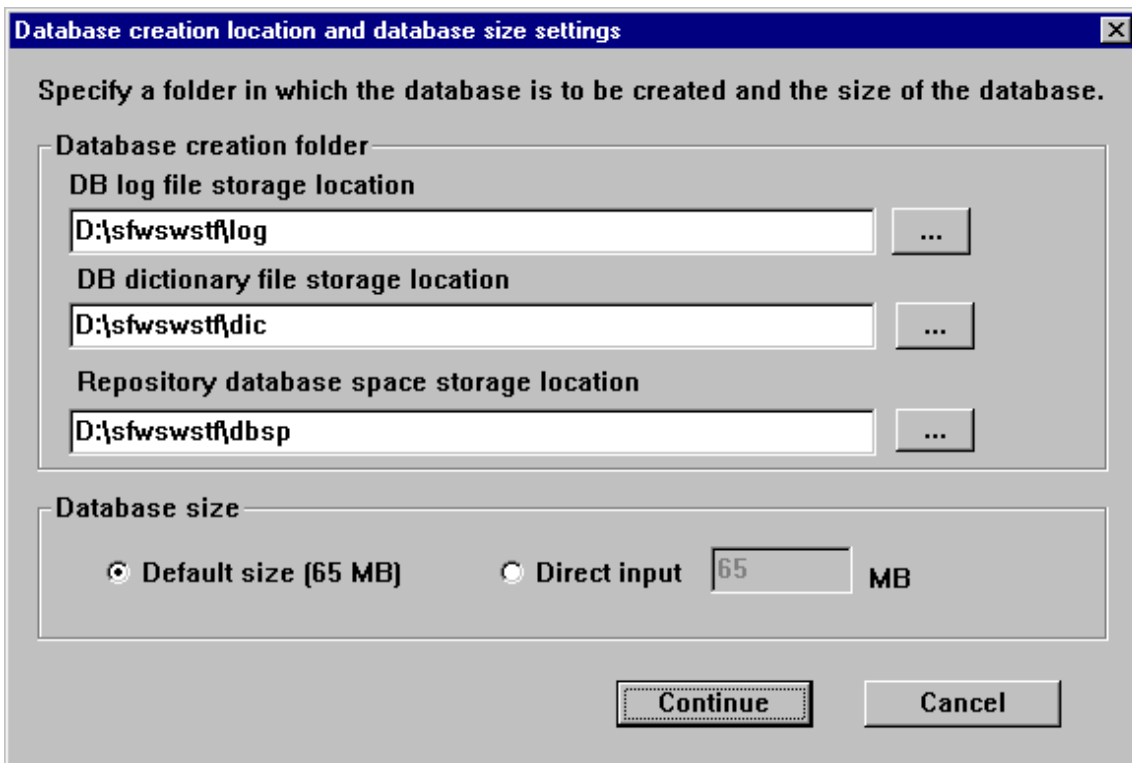 Database creation location and database size settings
Specify a folder in which the database is to be created and the size of the database.
Database creation folder
DB log file storage location
D:\sfwswstf\log
...
DB dictionary file storage location
D:\sfwswstf\dic
...
Repository database space storage location
D:\sfwswstf\dbsp
...
Database size
Default size (65 MB)
Direct input
65
MB
Continue
Cancel